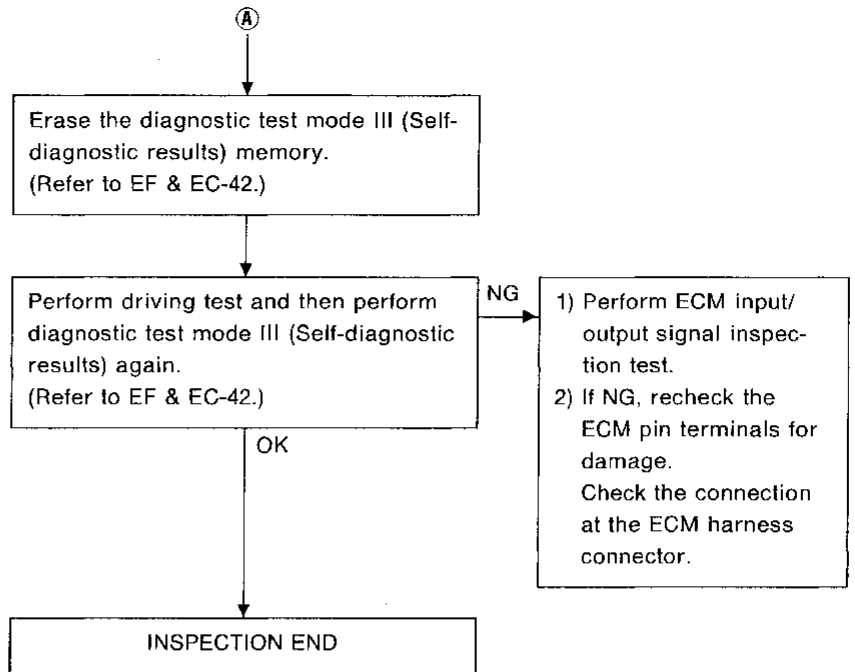 Ⓐ
Erase the diagnostic test mode III (Self-
diagnostic results) memory.
(Refer to EF & EC-42.)
Perform driving test and then perform
diagnostic test mode III (Self-diagnostic
results) again.
(Refer to EF & EC-42.)
NG
1) Perform ECM input/
output signal inspec-
tion test.
2) If NG, recheck the
ECM pin terminals for
damage.
Check the connection
at the ECM harness
connector.
OK
INSPECTION END